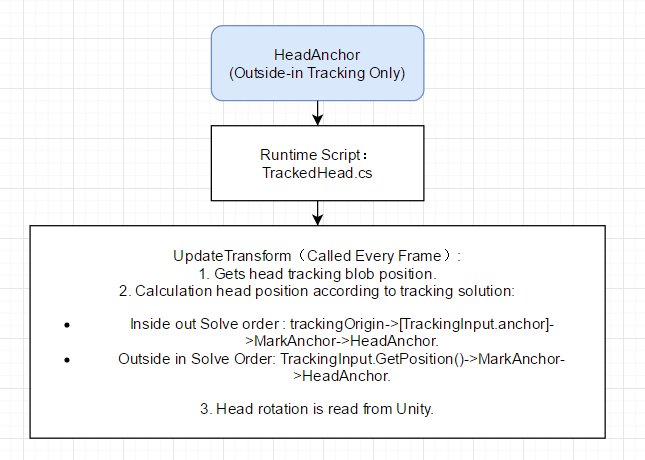 HeadAnchor
(Outside-in Tracking Only)
Runtime Script：
TrackedHead.cs
UpdateTransform（Called Every Frame）:
1. Gets head tracking blob position.
2. Calculation head position according to tracking solution:
• Inside out Solve order : trackingOrigin->[TrackingInput.anchor]-
>MarkAnchor->HeadAnchor.
• Outside in Solve Order: TrackingInput.GetPosition()->MarkAnchor-
>HeadAnchor.
3. Head rotation is read from Unity.